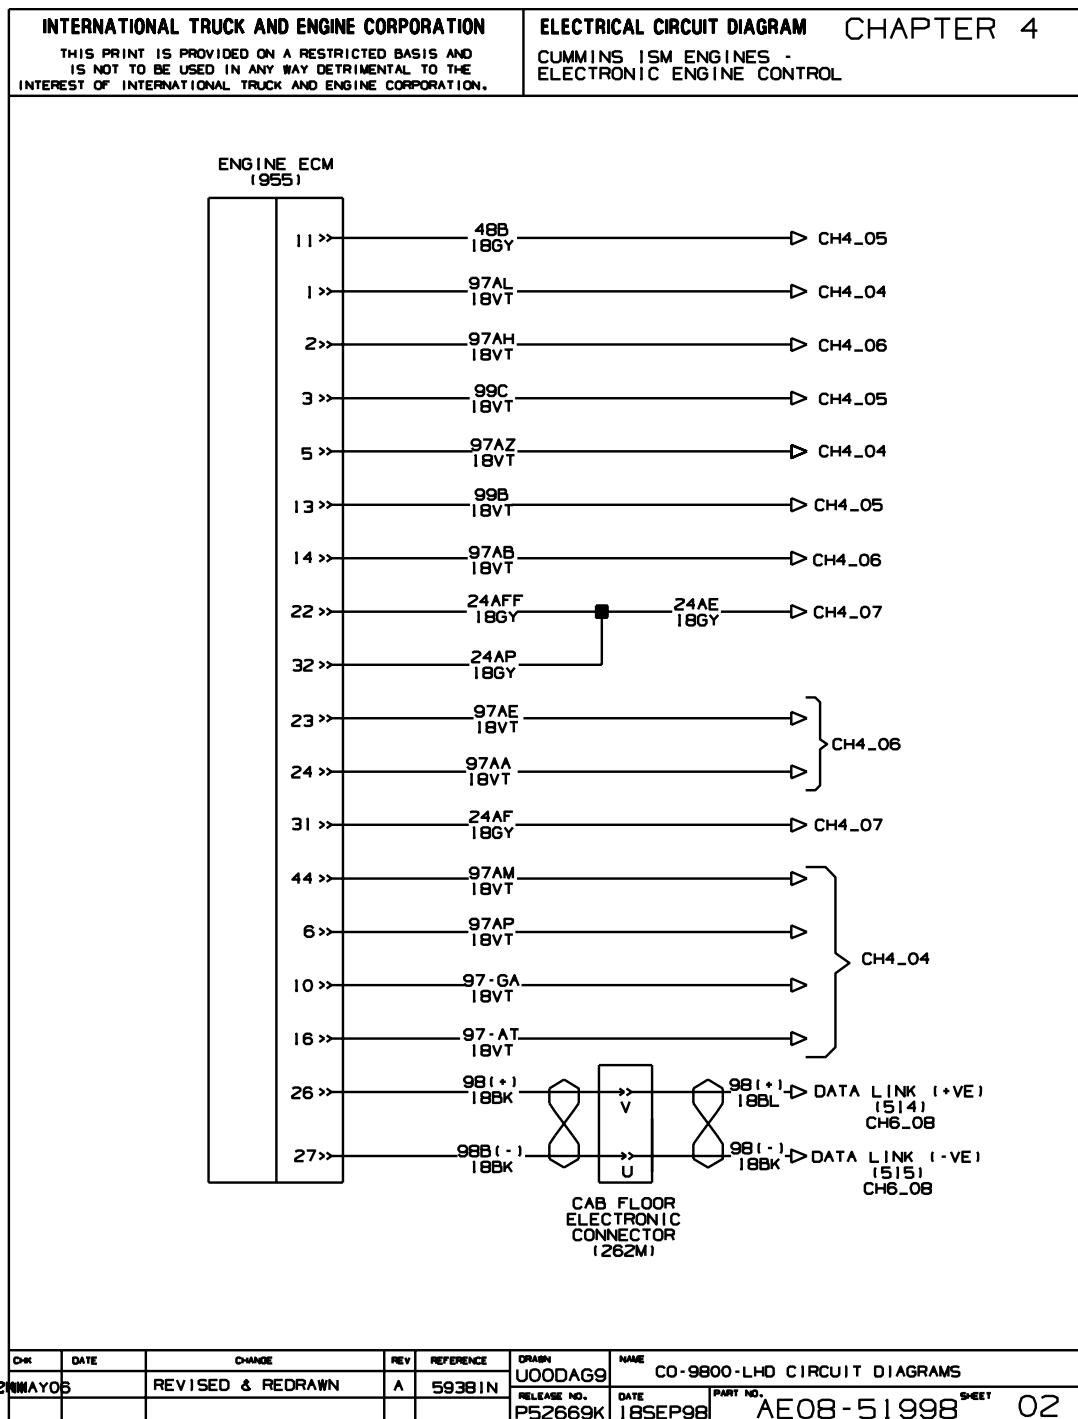 INTERNATIONAL TRUCK AND ENGINE CORPORATION
THIS PRINT IS PROVIDED ON A RESTRICTED BASIS AND
IS NOT TO BE USED IN ANY WAY DETRIMENTAL TO THE
INTEREST OF INTERNATIONAL TRUCK AND ENGINE CORPORATION.
ELECTRICAL CIRCUIT DIAGRAM CHAPTER 4
CUMMINS ISM ENGINES -
ELECTRONIC ENGINE CONTROL
ENGINE ECM
(955)
11 48B CH4_05
18GY
1 97AL CH4_04
18VT
2 97AH CH4_06
18VT
3 99C CH4_05
18VT
5 97AZ CH4_04
18VT
13 99B CH4_05
18VT
14 97AB CH4_06
18VT
22 24AFF 24AE CH4_07
18GY 18GY
32 24AP
18GY
23 97AE
18VT
CH4_06
24 97AA
18VT
31 24AF CH4_07
18GY
44 97AM
18VT
6 97AP
18VT
CH4_04
10 97-GA
18VT
16 97-AT
18VT
26 98(+) 98(+) DATA LINK (+VE)
18BK V 18BL (514)
CH6_08
27 98B(-) 98(-) DATA LINK (-VE)
18BK U 18BK (515)
CH6_08
CAB FLOOR
ELECTRONIC
CONNECTOR
(262M)
CHK DATE CHANGE REV REFERENCE DRAWN NAME
REVISED & REDRAWN A 59381N U00DAG9 CO-9800-LHD CIRCUIT DIAGRAMS
RELEASE NO. DATE PART NO. SHEET
P52669K 18SEP98 AE08-51998 02